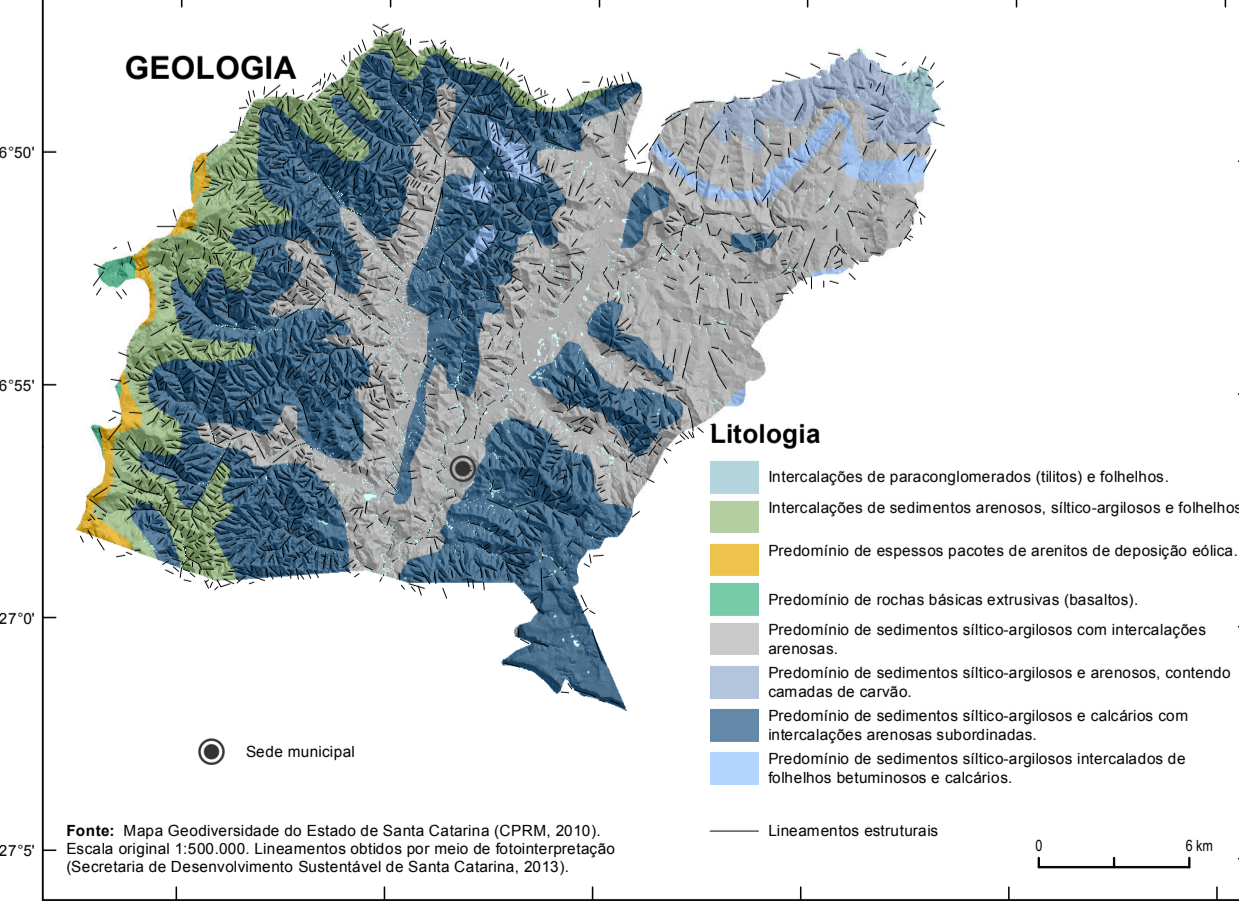 GEOLOGIA
6°50'
6°55'
27°0'
27°5'
Litologia
Intercalações de paraconglomerados (tilitos) e folhelhos.
Intercalações de sedimentos arenosos, síltico-argilosos e folhelhos
Predomínio de espessos pacotes de arenitos de deposição eólica.
Predomínio de rochas básicas extrusivas (basaltos).
Predomínio de sedimentos síltico-argilosos com intercalações
arenosas.
Predomínio de sedimentos síltico-argilosos e arenosos, contendo
camadas de carvão.
Predomínio de sedimentos síltico-argilosos e calcários com
intercalações arenosas subordinadas.
Predomínio de sedimentos síltico-argilosos intercalados de
folhelhos betuminosos e calcários.
Lineamentos estruturais
Sede municipal
Fonte: Mapa Geodiversidade do Estado de Santa Catarina (CPRM, 2010).
Escala original 1:500.000. Lineamentos obtidos por meio de fotointerpretação
(Secretaria de Desenvolvimento Sustentável de Santa Catarina, 2013).
0 6 km